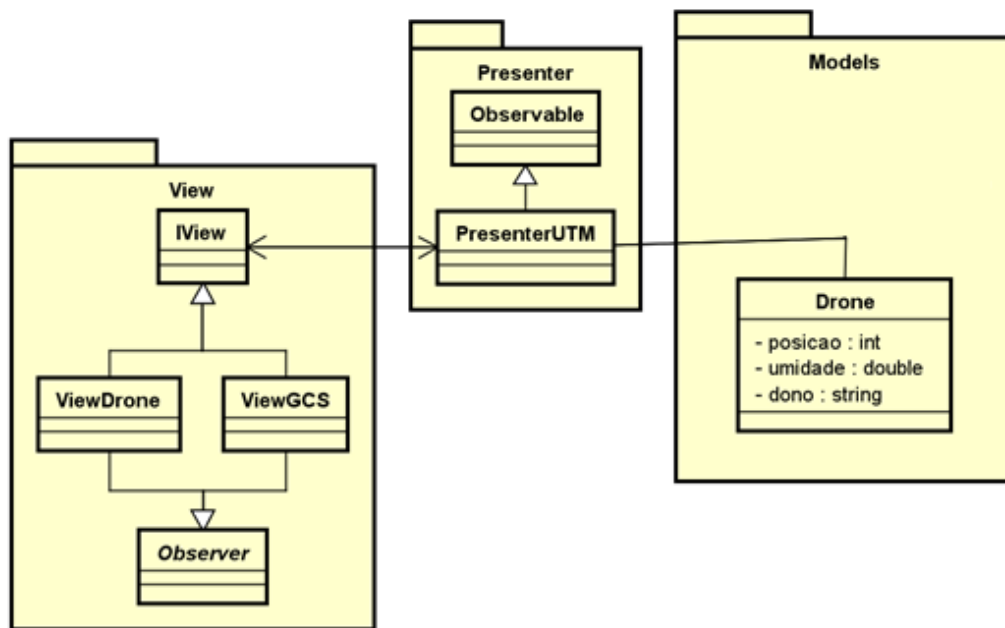 View
IView
ViewDrone
ViewGCS
Observer
Presenter
Observable
PresenterUTM
Models
Drone
- posicao : int
- umidade : double
- dono : string